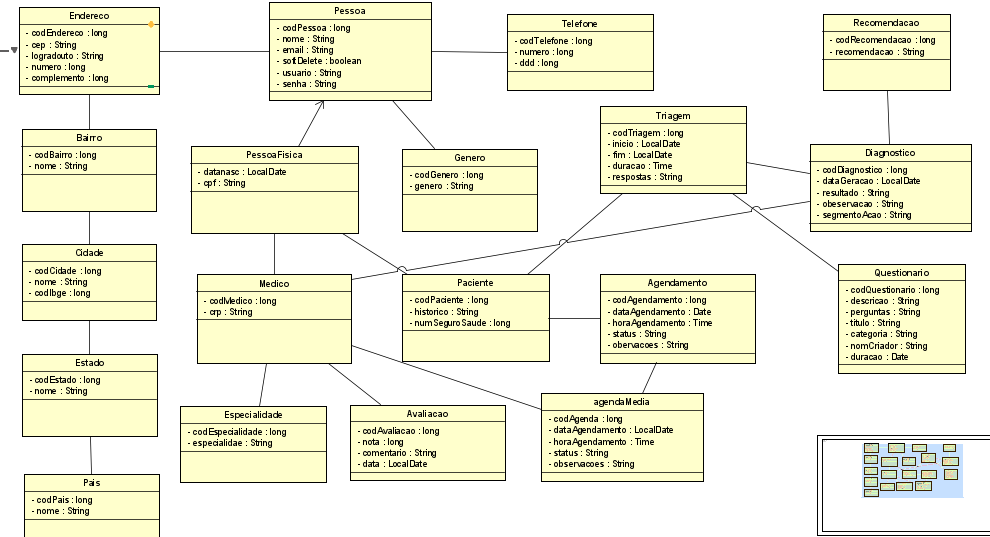 Endereco
- codEndereco : long
- cep : String
- logradouto : String
- numero : long
- complemento : long
Pessoa
- codPessoa : long
- nome : String
- email : String
- softDelete : boolean
- usuario : String
- senha : String
Telefone
- codTelefone : long
- numero : long
- ddd : long
Recomendacao
- codRecomendacao : long
- recomendacao : String
Bairro
- codBairro : long
- nome : String
PessoaFisica
- datanasc : LocalDate
- cpf : String
Genero
- codGenero : long
- genero : String
Triagem
- codTriagem : long
- inicio : LocalDate
- fim : LocalDate
- duracao : Time
- respostas : String
Diagnostico
- codDiagnostico : long
- dataGeracao : LocalDate
- resultado : String
- obeservacao : String
- segmentoAcao : String
Cidade
- codCidade : long
- nome : String
- codIbge : long
Medico
- codMedico : long
- crp : String
Paciente
- codPaciente : long
- historico : String
- numSeguroSaude : long
Agendamento
- codAgendamento : long
- dataAgendamento : Date
- horaAgendamento : Time
- status : String
- obervacoes : String
Questionario
- codQuestionario : long
- descricao : String
- perguntas : String
- titulo : String
- categoria : String
- nomCriador : String
- duracao : Date
Estado
- codEstado : long
- nome : String
Especialidade
- codEspecialidade : long
- especialidae : String
Avaliacao
- codAvaliacao : long
- nota : long
- comentario : String
- data : LocalDate
agendaMedia
- codAgenda : long
- dataAgendamento : LocalDate
- horaAgendamento : Time
- status : String
- observacoes : String
Pais
- codPais : long
- nome : String